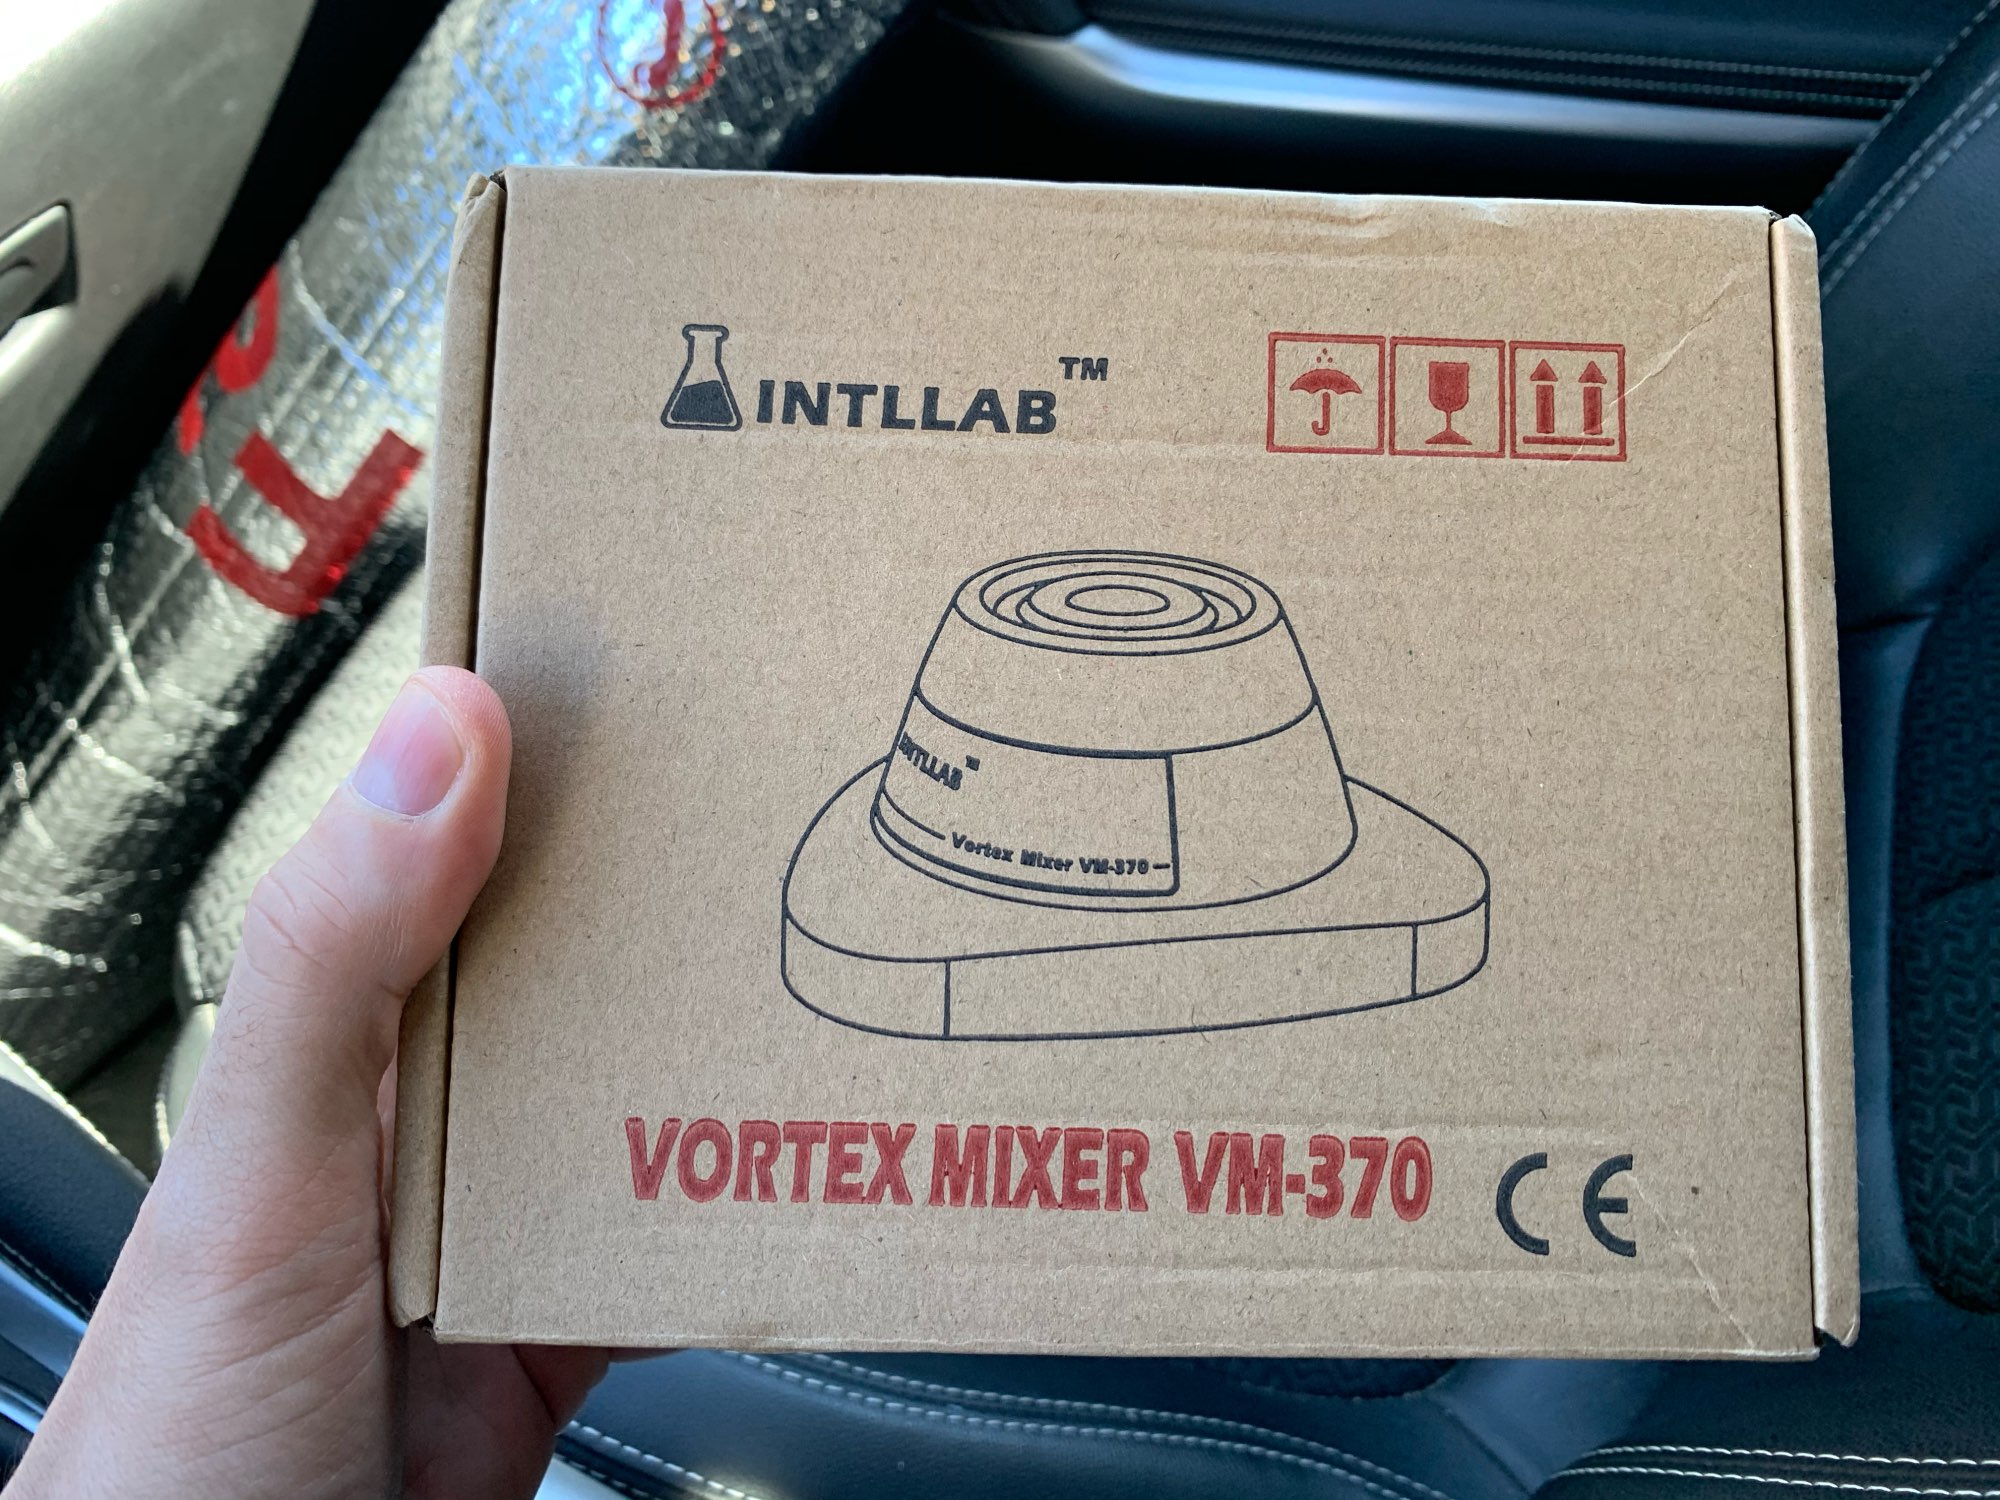 INTLLAB™
INTLLAB™
Vortex Mixer VM-370
VORTEX MIXER VM-370
CE